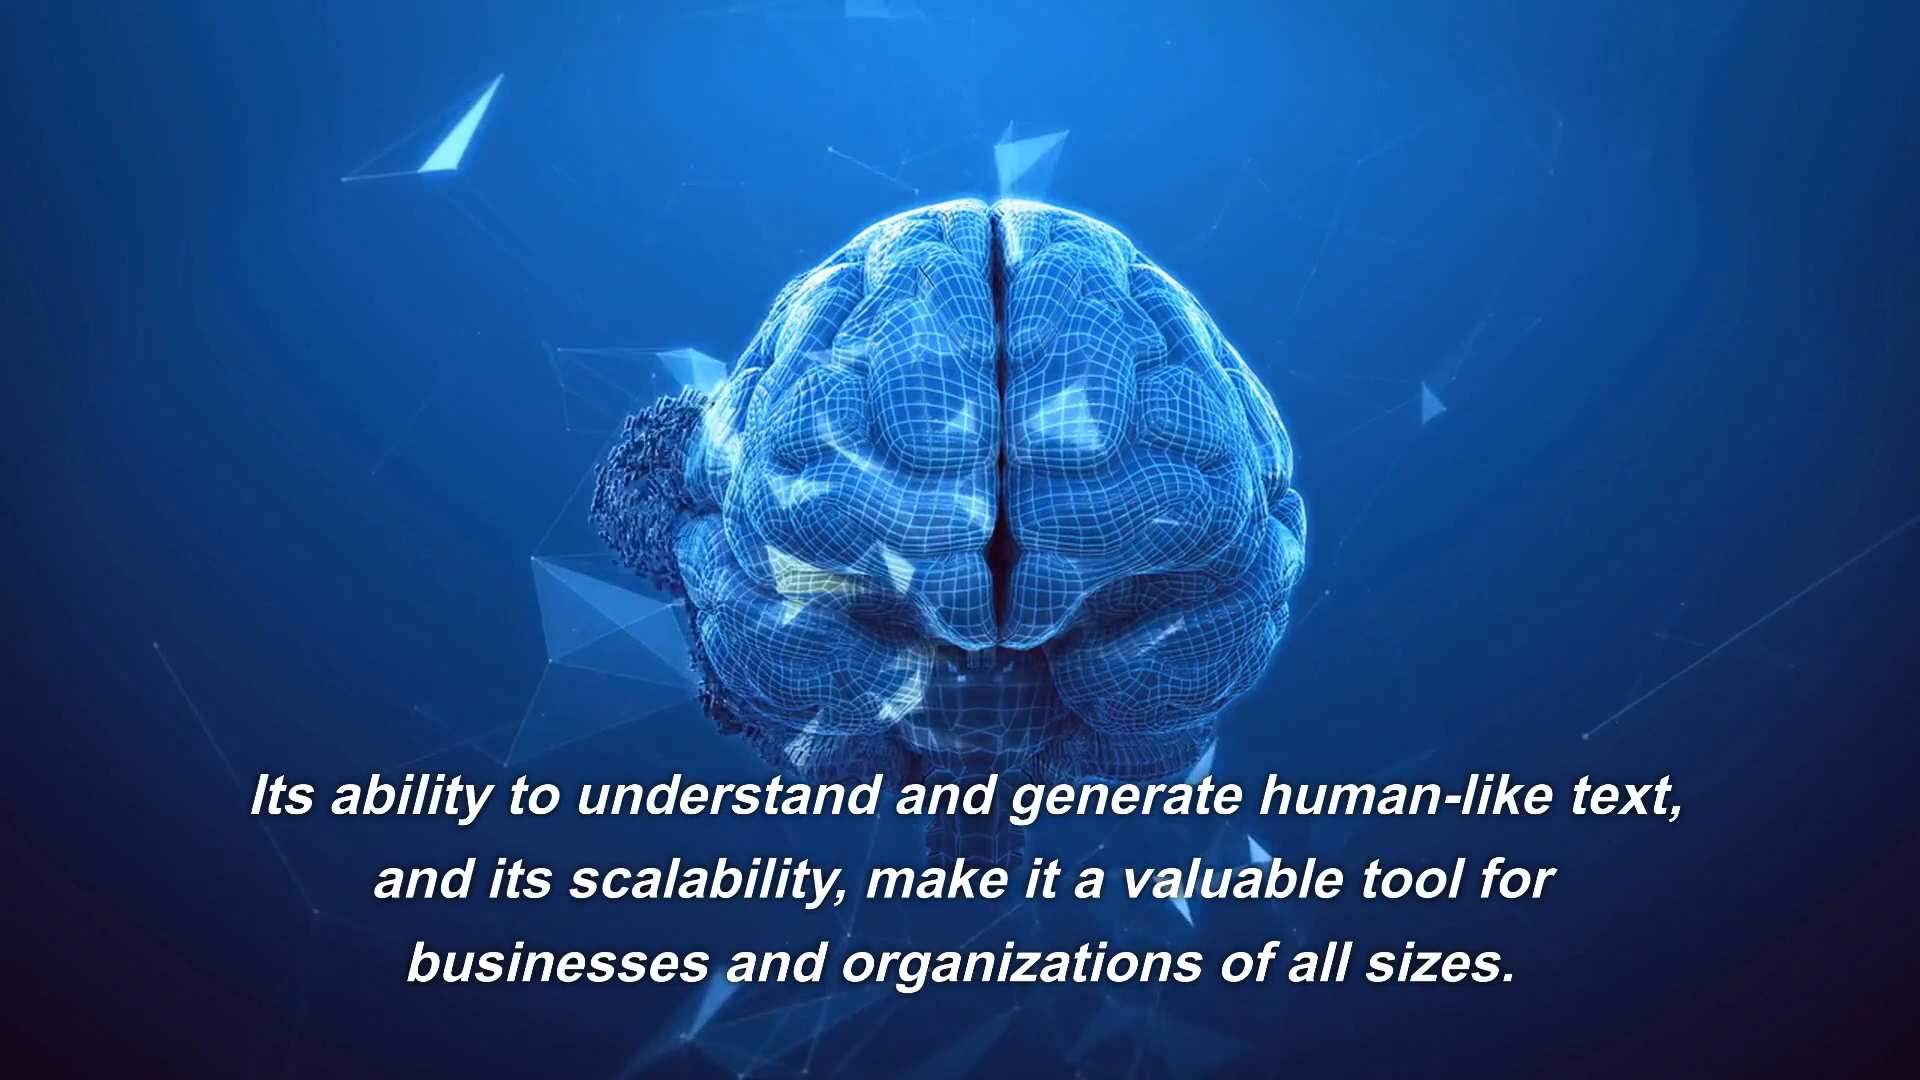 Its ability to understand and generate human-like text,
and its scalability, make it a valuable tool for
businesses and organizations of all sizes.